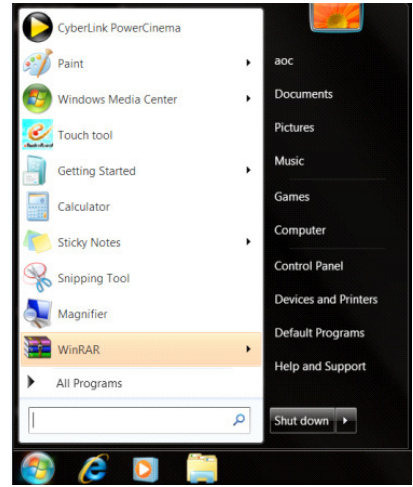 CyberLink PowerCinema
Paint
Windows Media Center
Touch tool
Getting Started
Calculator
Sticky Notes
Snipping Tool
Magnifier
WinRAR
All Programs
aoc
Documents
Pictures
Music
Games
Computer
Control Panel
Devices and Printers
Default Programs
Help and Support
Shut down